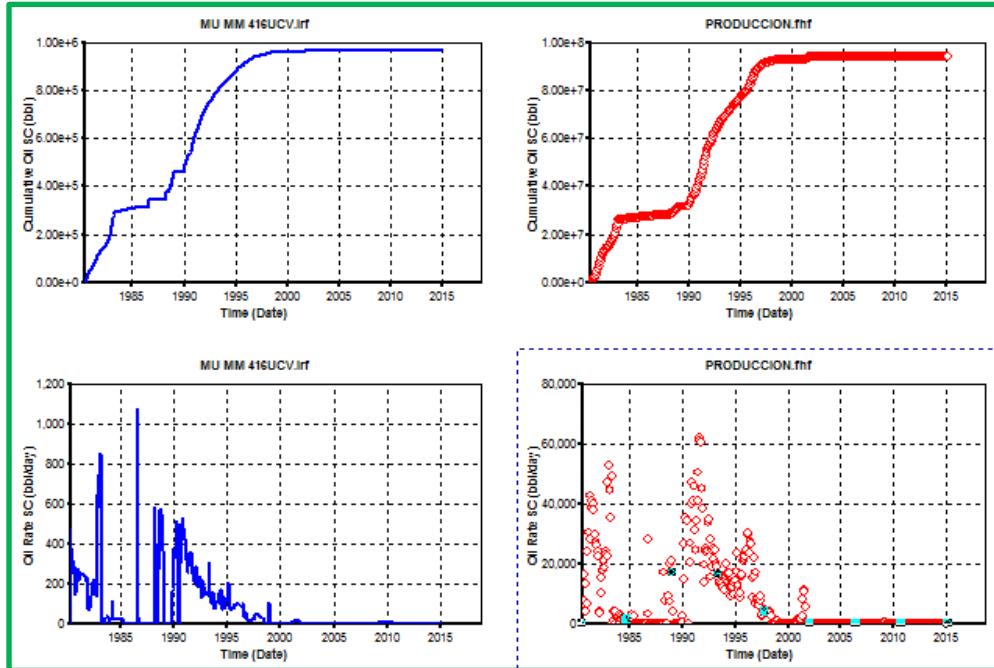 MU MM 416UCV.irf
Cumulative Oil SC (bbl)
1.00e+6
8.00e+5
6.00e+5
4.00e+5
2.00e+5
0.00e+0
1985 1990 1995 2000 2005 2010 2015
Time (Date)
PRODUCCION.fhf
Cumulative Oil SC (bbl)
1.00e+8
8.00e+7
6.00e+7
4.00e+7
2.00e+7
0.00e+0
1985 1990 1995 2000 2005 2010 2015
Time (Date)
MU MM 416UCV.irf
Oil Rate SC (bbl/day)
1,200
1,000
800
600
400
200
0
1985 1990 1995 2000 2005 2010 2015
Time (Date)
PRODUCCION.fhf
Oil Rate SC (bbl/day)
80,000
60,000
40,000
20,000
0
1985 1990 1995 2000 2005 2010 2015
Time (Date)